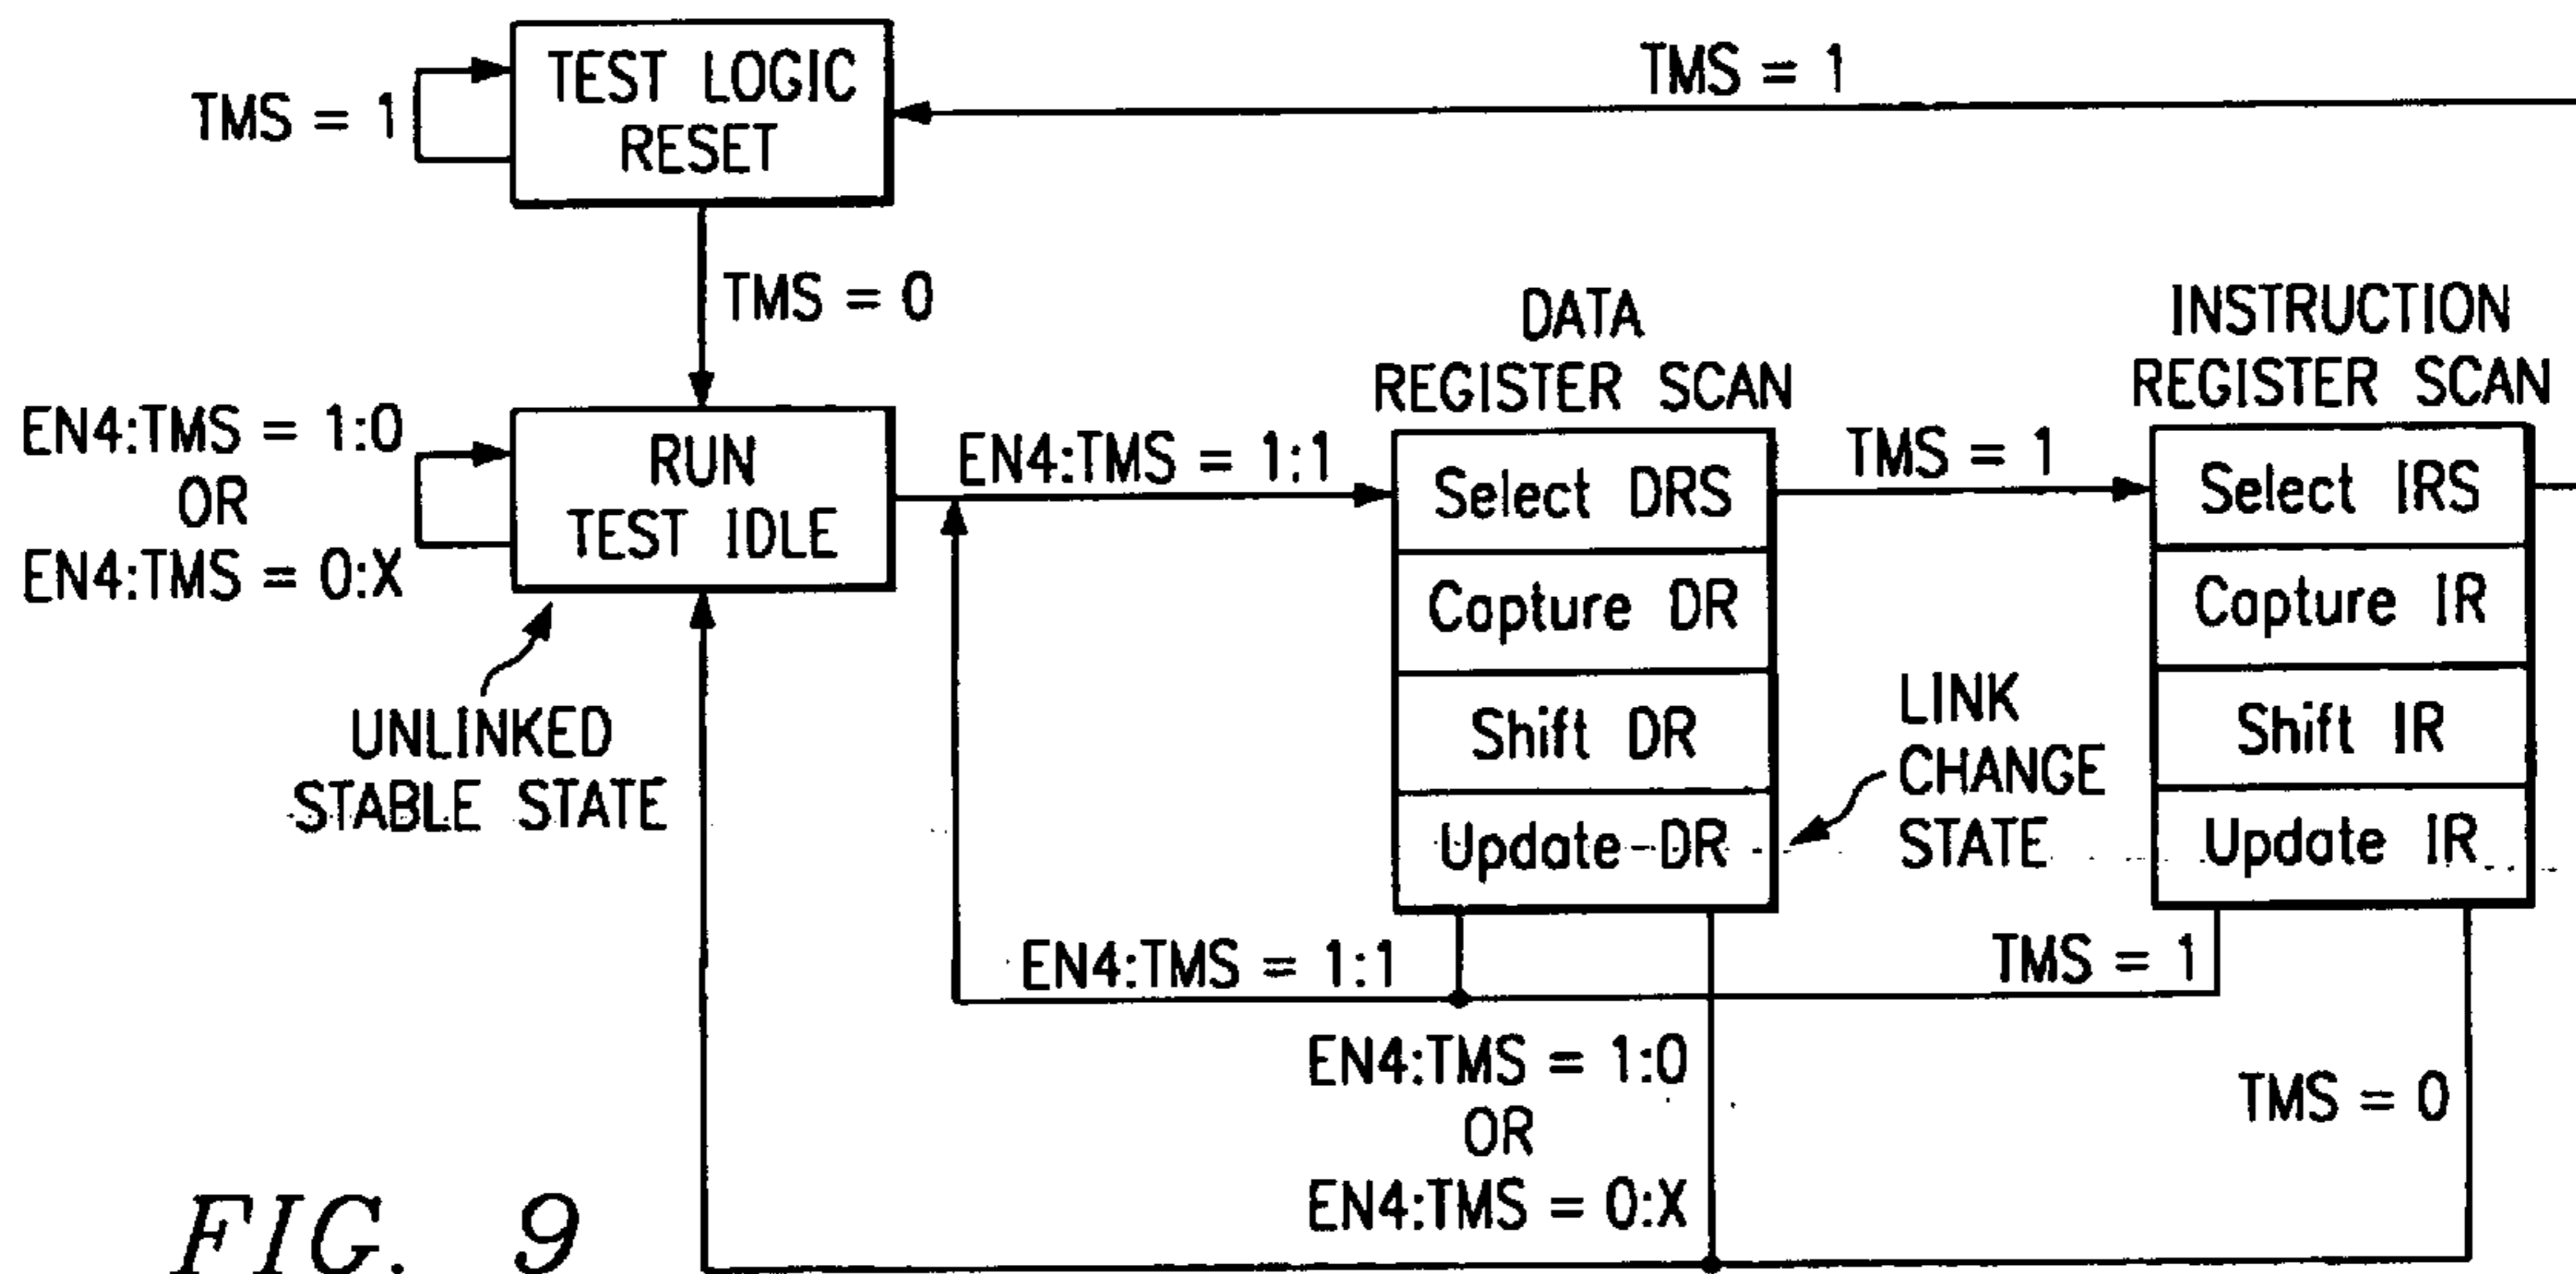 TEST LOGIC
RESET
TMS = 1
TMS = 1
TMS = 0
DATA
REGISTER SCAN
INSTRUCTION
REGISTER SCAN
EN4:TMS = 1:0
OR
EN4:TMS = 0:X
RUN
TEST IDLE
EN4:TMS = 1:1
Select DRS
TMS = 1
Select IRS
Capture DR
Capture IR
Shift DR
Shift IR
Update DR
Update IR
UNLINKED
STABLE STATE
LINK
CHANGE
STATE
EN4:TMS = 1:1
TMS = 1
EN4:TMS = 1:0
OR
EN4:TMS = 0:X
TMS = 0
FIG. 9